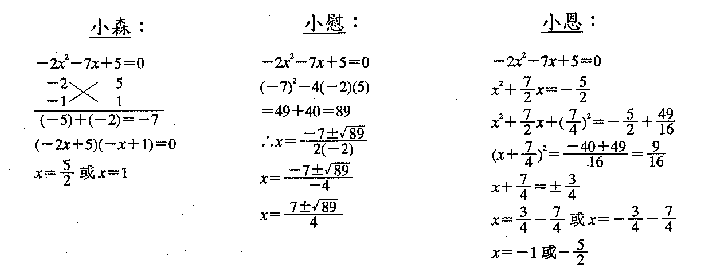 小森：
-2x²-7x+5=0
-2 5
-1 1
(-5)+(-2)=-7
(-2x+5)(-x+1)=0
x=5/2 或 x=1
小慰：
-2x²-7x+5=0
(-7)²-4(-2)(5)
=49+40=89
∴x=(-7±√89)/(2(-2))
x=(-7±√89)/(-4)
x=(7±√89)/4
小恩：
-2x²-7x+5=0
x²+7/2x=-5/2
x²+7/2x+(7/4)²=-5/2+49/16
(x+7/4)²=(-40+49)/16=9/16
x+7/4=±3/4
x=3/4-7/4 或 x=-3/4-7/4
x=-1 或 -5/2